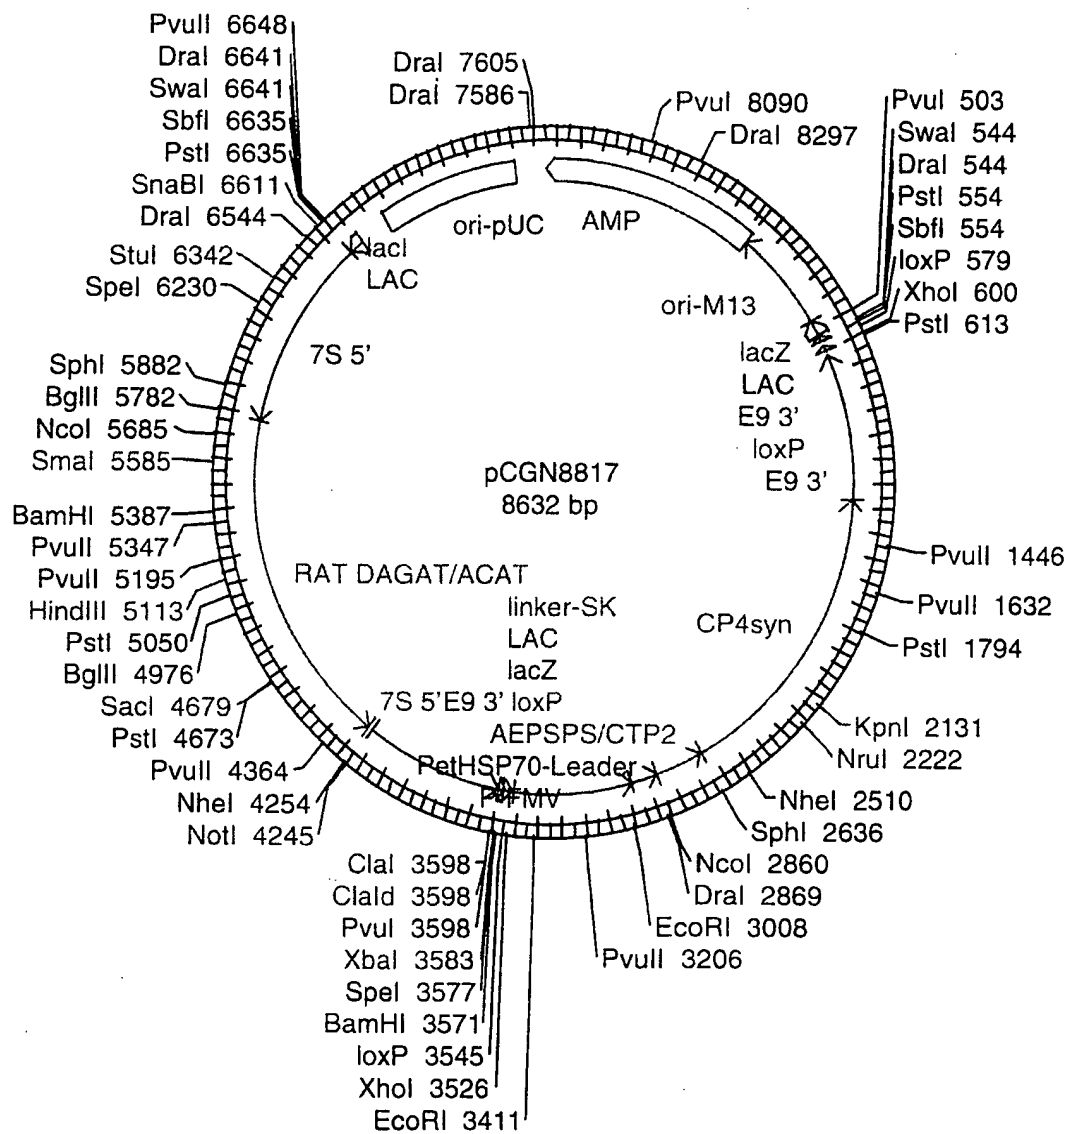 PvuII 6648
DraI 6641
SwaI 6641
SbfI 6635
PstI 6635
SnaBI 6611
DraI 6544
StuI 6342
SpeI 6230
SphI 5882
BglII 5782
NcoI 5685
SmaI 5585
BamHI 5387
PvuII 5347
PvuII 5195
HindIII 5113
PstI 5050
BglII 4976
SacI 4679
PstI 4673
PvuII 4364
NheI 4254
NotI 4245
DraI 7605
DraI 7586
PvuI 8090
DraI 8297
PvuI 503
SwaI 544
DraI 544
PstI 554
SbfI 554
loxP 579
XhoI 600
PstI 613
ori-pUC
AMP
lacI
LAC
ori-M13
7S 5'
lacZ
LAC
E9 3'
loxP
E9 3'
pCGN8817
8632 bp
RAT DAGAT/ACAT
linker-SK
LAC
lacZ
7S 5'E9 3' loxP
CP4syn
AEPSPS/CTP2
PetHSP70-Leader
PvuII 1446
PvuII 1632
PstI 1794
KpnI 2131
NruI 2222
NheI 2510
SphI 2636
NcoI 2860
DraI 2869
EcoRI 3008
PvuII 3206
ClaI 3598
ClaId 3598
PvuI 3598
XbaI 3583
SpeI 3577
BamHI 3571
loxP 3545
XhoI 3526
EcoRI 3411